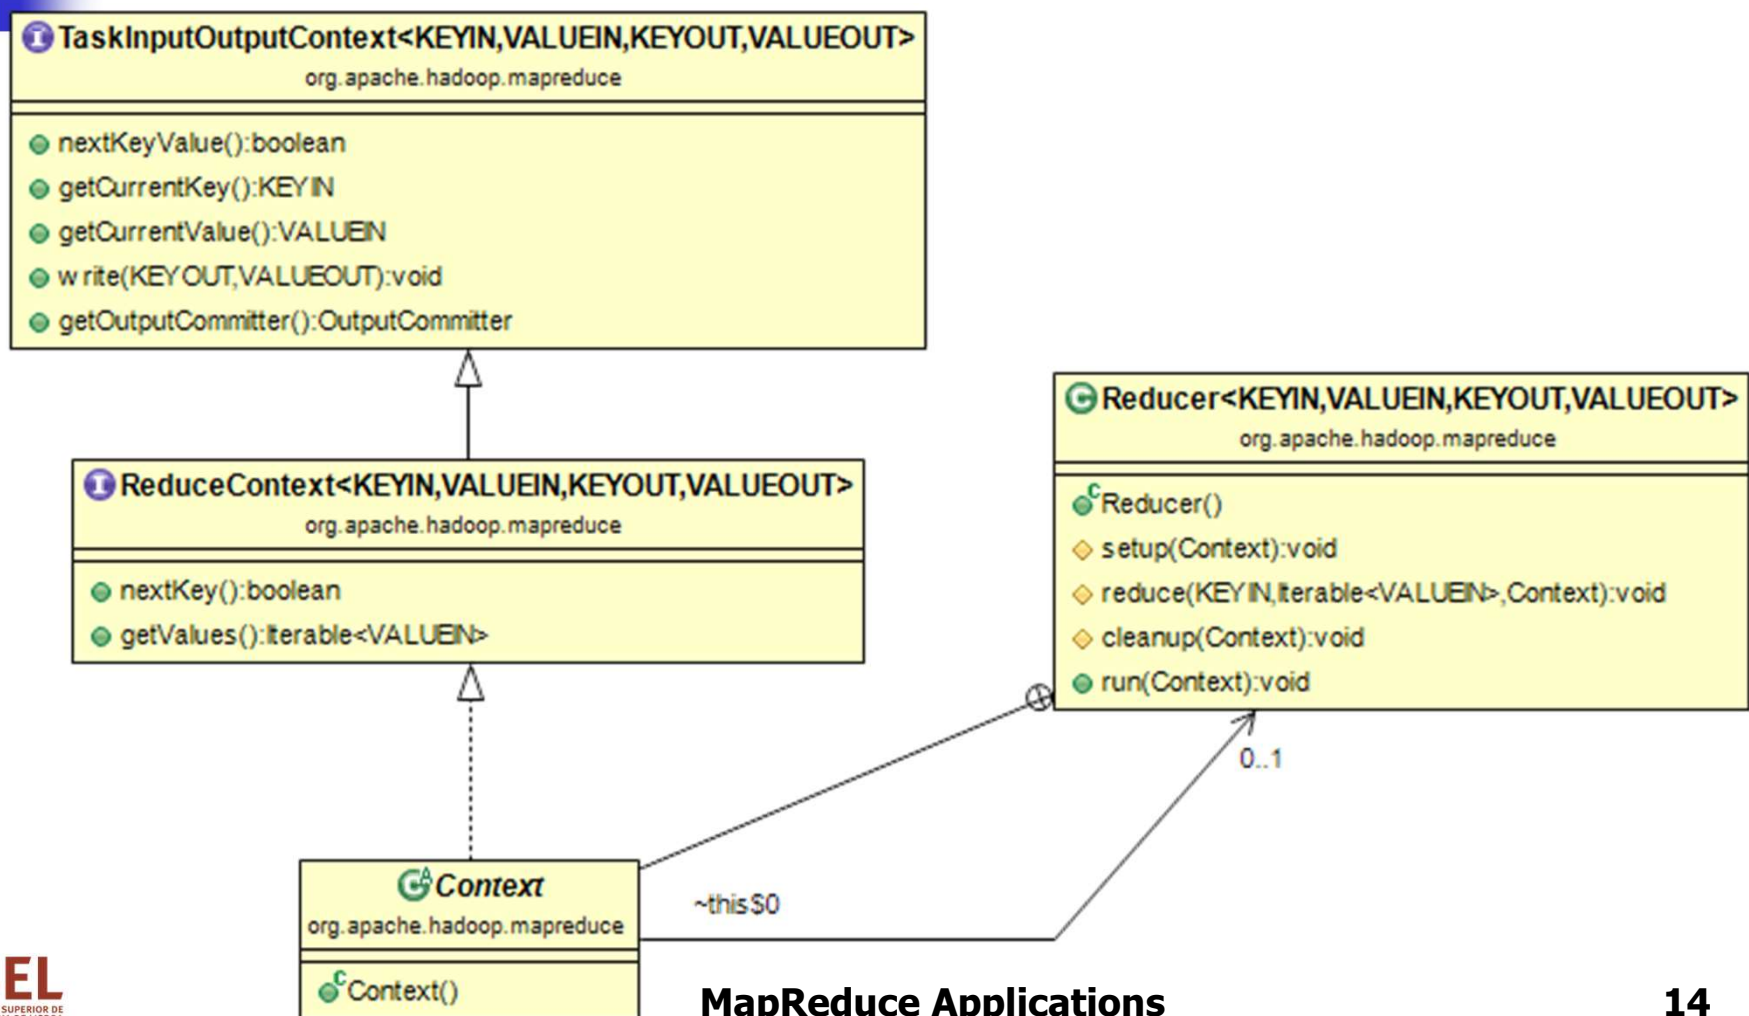 TaskInputOutputContext<KEYIN,VALUEIN,KEYOUT,VALUEOUT>
org.apache.hadoop.mapreduce
nextKeyValue():boolean
getCurrentKey():KEYIN
getCurrentValue():VALUEIN
write(KEYOUT,VALUEOUT):void
getOutputCommitter():OutputCommitter
ReduceContext<KEYIN,VALUEIN,KEYOUT,VALUEOUT>
org.apache.hadoop.mapreduce
nextKey():boolean
getValues():Iterable<VALUEIN>
Reducer<KEYIN,VALUEIN,KEYOUT,VALUEOUT>
org.apache.hadoop.mapreduce
Reducer()
setup(Context):void
reduce(KEYIN,Iterable<VALUEIN>,Context):void
cleanup(Context):void
run(Context):void
0..1
~this$0
Context
org.apache.hadoop.mapreduce
Context()
EL
SUPERIOR DE
MapReduce Applications
14